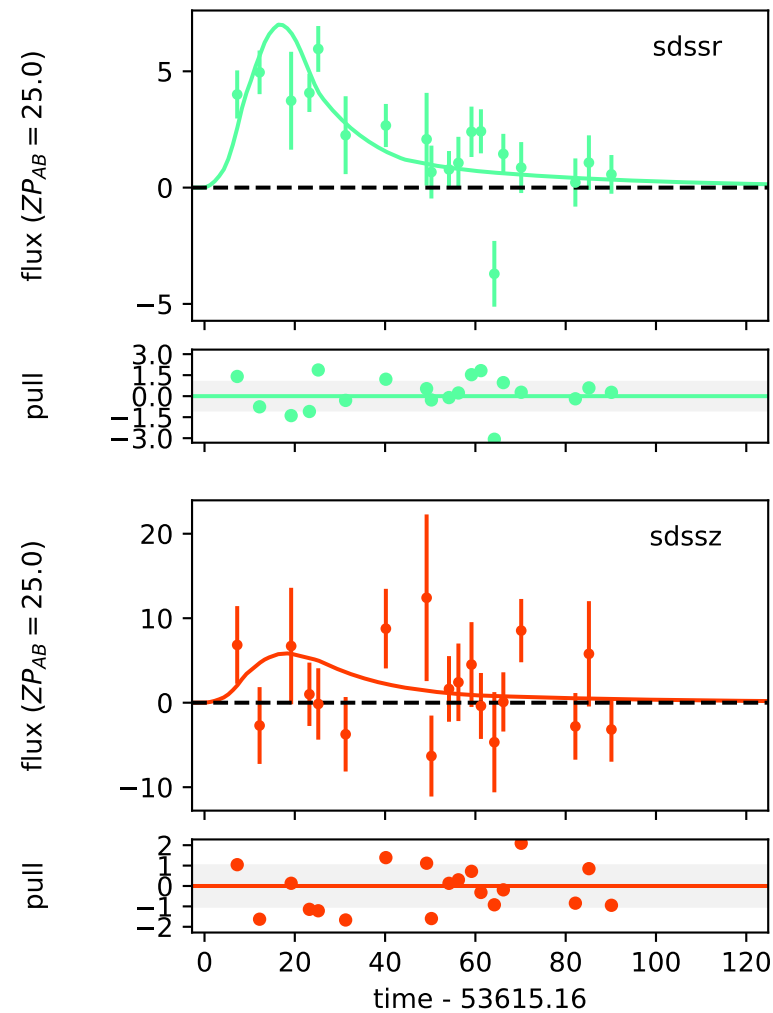 sdssr
flux (ZP_AB = 25.0)
5
0
−5
pull
3.0
1.5
0.0
−1.5
−3.0
sdssz
flux (ZP_AB = 25.0)
20
10
0
−10
pull
2
1
0
−1
−2
0 20 40 60 80 100 120
time - 53615.16